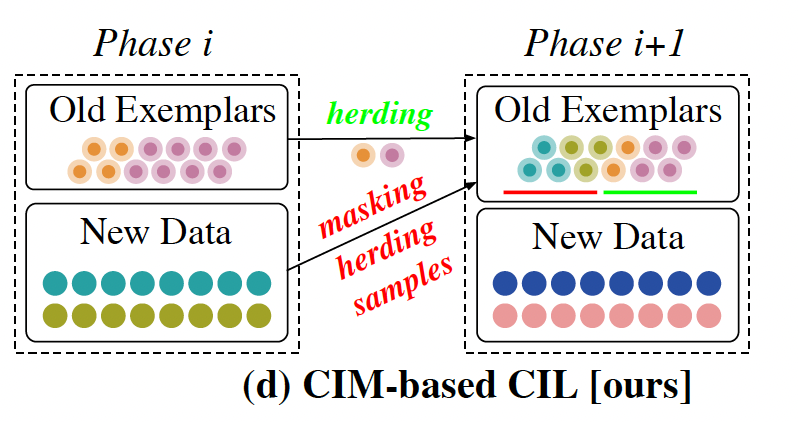 Phase i
Phase i+1
Old Exemplars
herding
Old Exemplars
masking
herding
samples
New Data
New Data
(d) CIM-based CIL [ours]